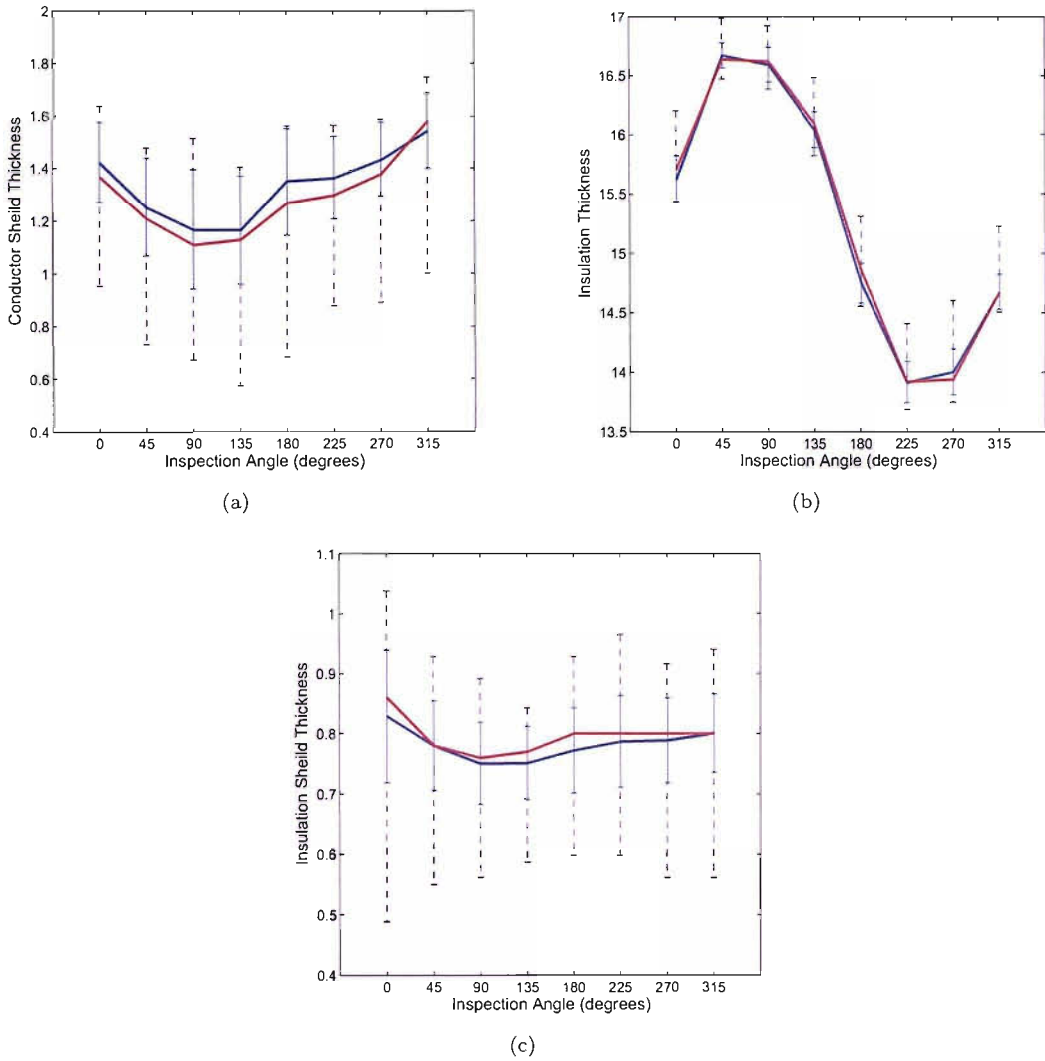 2
1.8
1.6
1.4
1.2
1
0.8
0.6
0.4
Conductor Sheild Thickness
0 45 90 135 180 225 270 315
Inspection Angle (degrees)
(a)
17
16.5
16
15.5
15
14.5
14
13.5
Insulation Thickness
0 45 90 135 180 225 270 315
Inspection Angle (degrees)
(b)
1.1
1
0.9
0.8
0.7
0.6
0.5
0.4
Insulation Sheild Thickness
0 45 90 135 180 225 270 315
Inspection Angle (degrees)
(c)